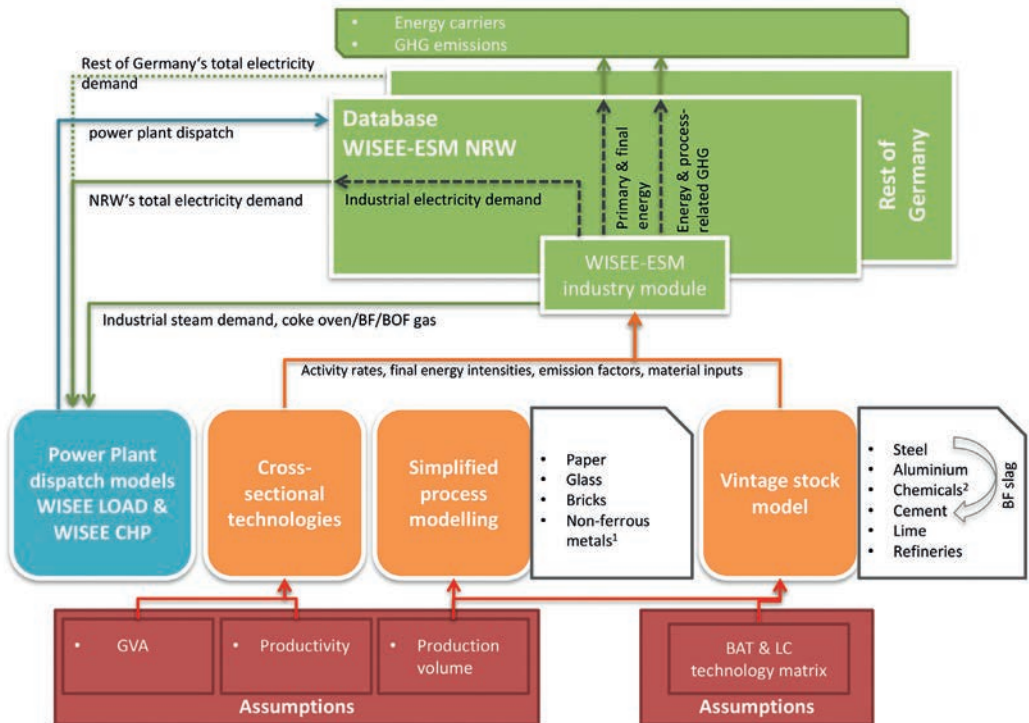 • Energy carriers
• GHG emissions
Rest of Germany's total electricity
demand
power plant dispatch
Database
WISEE-ESM NRW
Rest of
Germany
NRW's total electricity demand
Industrial electricity demand
Primary & final
energy
Energy & process-
related GHG
WISEE-ESM
industry module
Industrial steam demand, coke oven/BF/BOF gas
Activity rates, final energy intensities, emission factors, material inputs
Power Plant
dispatch models
WISEE LOAD &
WISEE CHP
Cross-
sectional
technologies
Simplified
process
modelling
• Paper
• Glass
• Bricks
• Non-ferrous
metals¹
Vintage stock
model
• Steel
• Aluminium
• Chemicals²
• Cement
• Lime
• Refineries
BF slag
• GVA
• Productivity
• Production
volume
Assumptions
BAT & LC
technology matrix
Assumptions